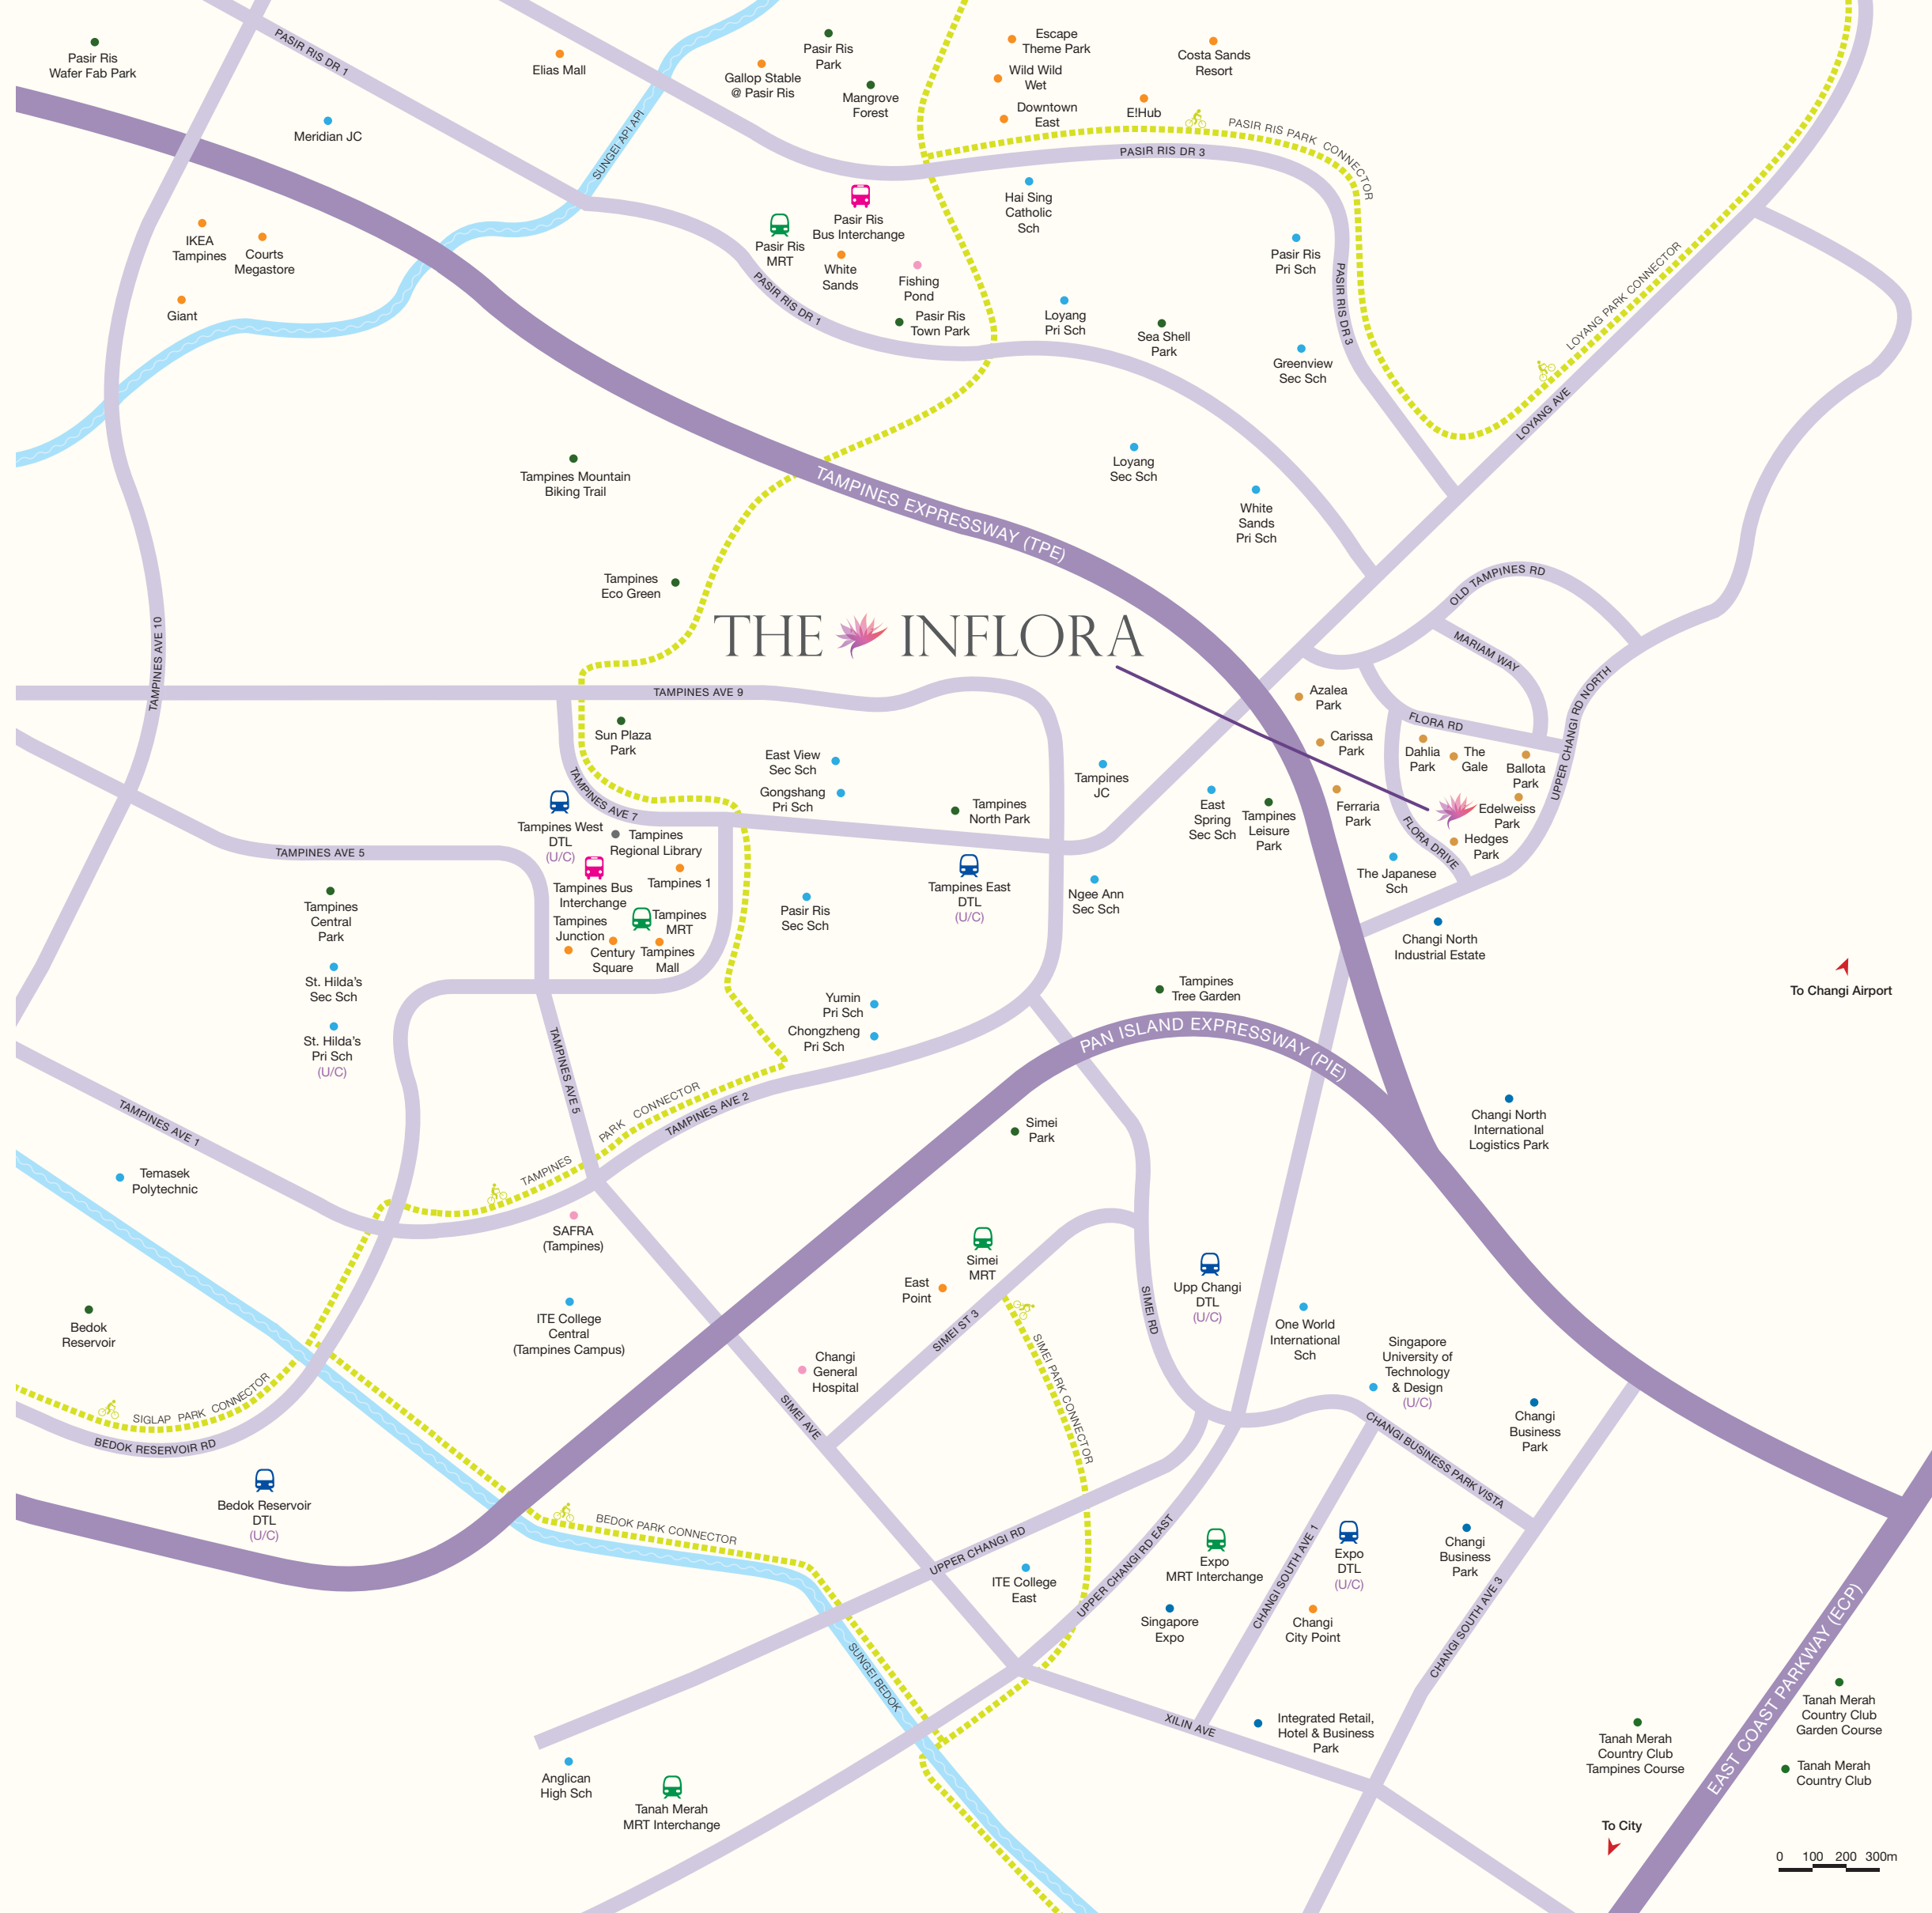 Pasir Ris
Wafer Fab Park
PASIR RIS DR 1
Meridian JC
Elias Mall
SUNGEI API API
Gallop Stable
@ Pasir Ris
Pasir Ris
Park
Mangrove
Forest
Escape
Theme Park
Wild Wild
Wet
Downtown
East
Costa Sands
Resort
E!Hub
PASIR RIS PARK CONNECTOR
PASIR RIS DR 3
IKEA
Tampines
Courts
Megastore
Giant
Pasir Ris
MRT
Pasir Ris
Bus Interchange
White
Sands
Fishing
Pond
Pasir Ris
Town Park
PASIR RIS DR 1
Hai Sing
Catholic
Sch
Pasir Ris
Pri Sch
PASIR RIS DR 3
Loyang
Pri Sch
Sea Shell
Park
Greenview
Sec Sch
LOYANG PARK CONNECTOR
LOYANG AVE
Tampines Mountain
Biking Trail
TAMPINES EXPRESSWAY (TPE)
Loyang
Sec Sch
White
Sands
Pri Sch
Tampines
Eco Green
THE INFLORA
OLD TAMPINES RD
MARIAM WAY
UPPER CHANGI RD NORTH
TAMPINES AVE 10
TAMPINES AVE 9
Azalea
Park
Carissa
Park
FLORA RD
Dahlia
Park
The
Gale
Ballota
Park
Edelweiss
Park
Hedges
Park
Ferraria
Park
FLORA DRIVE
The Japanese
Sch
Sun Plaza
Park
TAMPINES AVE 7
East View
Sec Sch
Gongshang
Pri Sch
Tampines
JC
East
Spring
Sec Sch
Tampines
Leisure
Park
Tampines
North Park
Tampines West
DTL
(U/C)
Tampines
Regional Library
Tampines Bus
Interchange
Tampines 1
Tampines
Junction
Tampines
MRT
Century
Square
Tampines
Mall
TAMPINES AVE 5
Tampines
Central
Park
St. Hilda's
Sec Sch
St. Hilda's
Pri Sch
(U/C)
Pasir Ris
Sec Sch
Tampines East
DTL
(U/C)
Ngee Ann
Sec Sch
Changi North
Industrial Estate
To Changi Airport
Yumin
Pri Sch
Chongzheng
Pri Sch
Tampines
Tree Garden
PAN ISLAND EXPRESSWAY (PIE)
TAMPINES AVE 5
TAMPINES PARK CONNECTOR
TAMPINES AVE 2
TAMPINES AVE 1
Temasek
Polytechnic
Simei
Park
Changi North
International
Logistics Park
SAFRA
(Tampines)
Simei
MRT
East
Point
SIMEI ST 3
SIMEI RD
Upp Changi
DTL
(U/C)
One World
International
Sch
Singapore
University of
Technology
& Design
(U/C)
Bedok
Reservoir
ITE College
Central
(Tampines Campus)
Changi
General
Hospital
SIMEI AVE
SIMEI PARK CONNECTOR
SIGLAP PARK CONNECTOR
BEDOK RESERVOIR RD
Bedok Reservoir
DTL
(U/C)
BEDOK PARK CONNECTOR
CHANGI BUSINESS PARK VISTA
Changi
Business
Park
Changi
Business
Park
UPPER CHANGI RD
UPPER CHANGI RD EAST
ITE College
East
Expo
MRT Interchange
Singapore
Expo
CHANGI SOUTH AVE 1
Expo
DTL
(U/C)
Changi
City Point
CHANGI SOUTH AVE 3
EAST COAST PARKWAY (ECP)
SUNGEI BEDOK
XILIN AVE
Integrated Retail,
Hotel & Business
Park
Anglican
High Sch
Tanah Merah
MRT Interchange
Tanah Merah
Country Club
Tampines Course
Tanah Merah
Country Club
Garden Course
Tanah Merah
Country Club
To City
0 100 200 300m